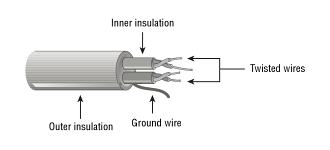 Inner insulation
Twisted wires
Outer insulation
Ground wire